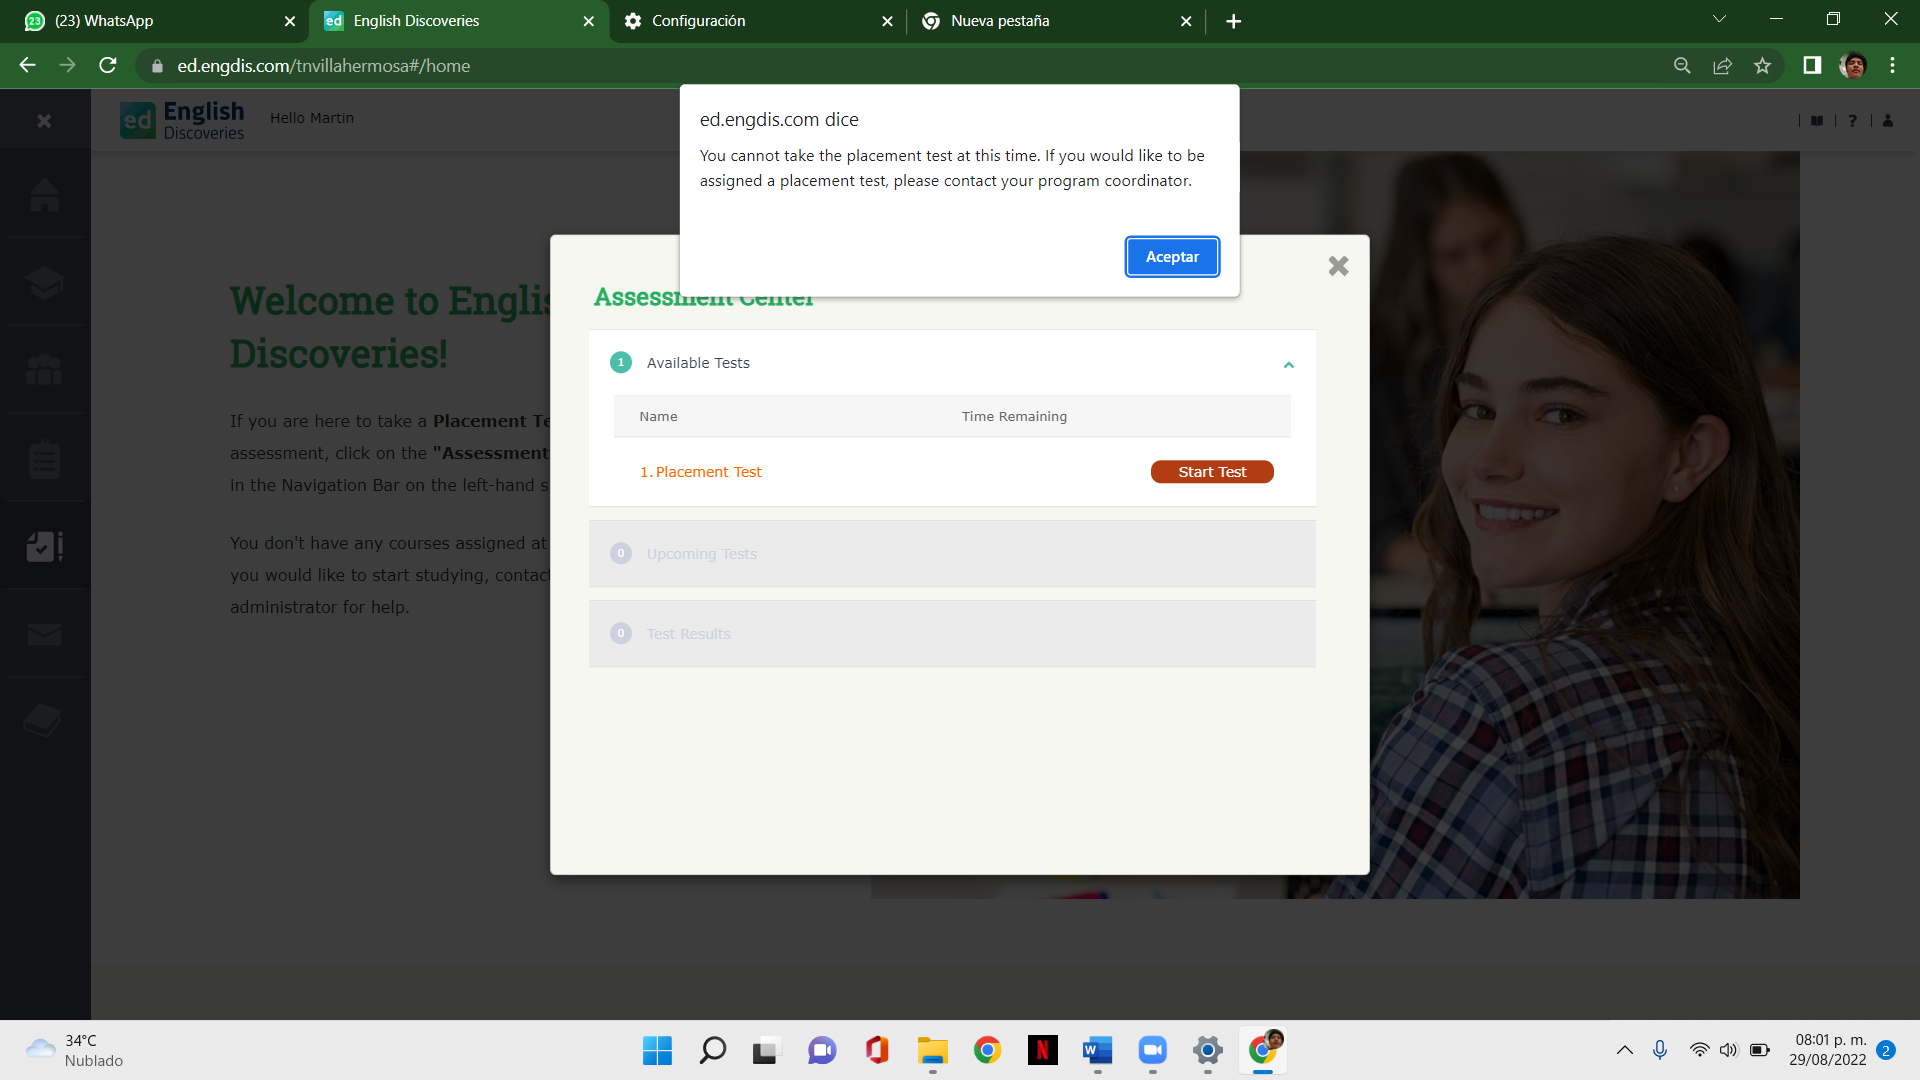 (23) WhatsApp
English Discoveries
Configuración
Nueva pestaña
ed.engdis.com/tnvillahermosa#/home
ed English Discoveries
Hello Martin
?
ed.engdis.com dice
You cannot take the placement test at this time. If you would like to be
assigned a placement test, please contact your program coordinator.
Aceptar
Welcome to
Discoveries!
If you are here to take a Placement
assessment, click on the "Assessment
in the Navigation Bar on the left-hand
You don't have any courses assigned at
you would like to start studying,
administrator for help.
Assessment Center
1 Available Tests
Name Time Remaining
1. Placement Test Start Test
0 Upcoming Tests
0 Test Results
34°C
Nublado
08:01 p. m.
29/08/2022
2